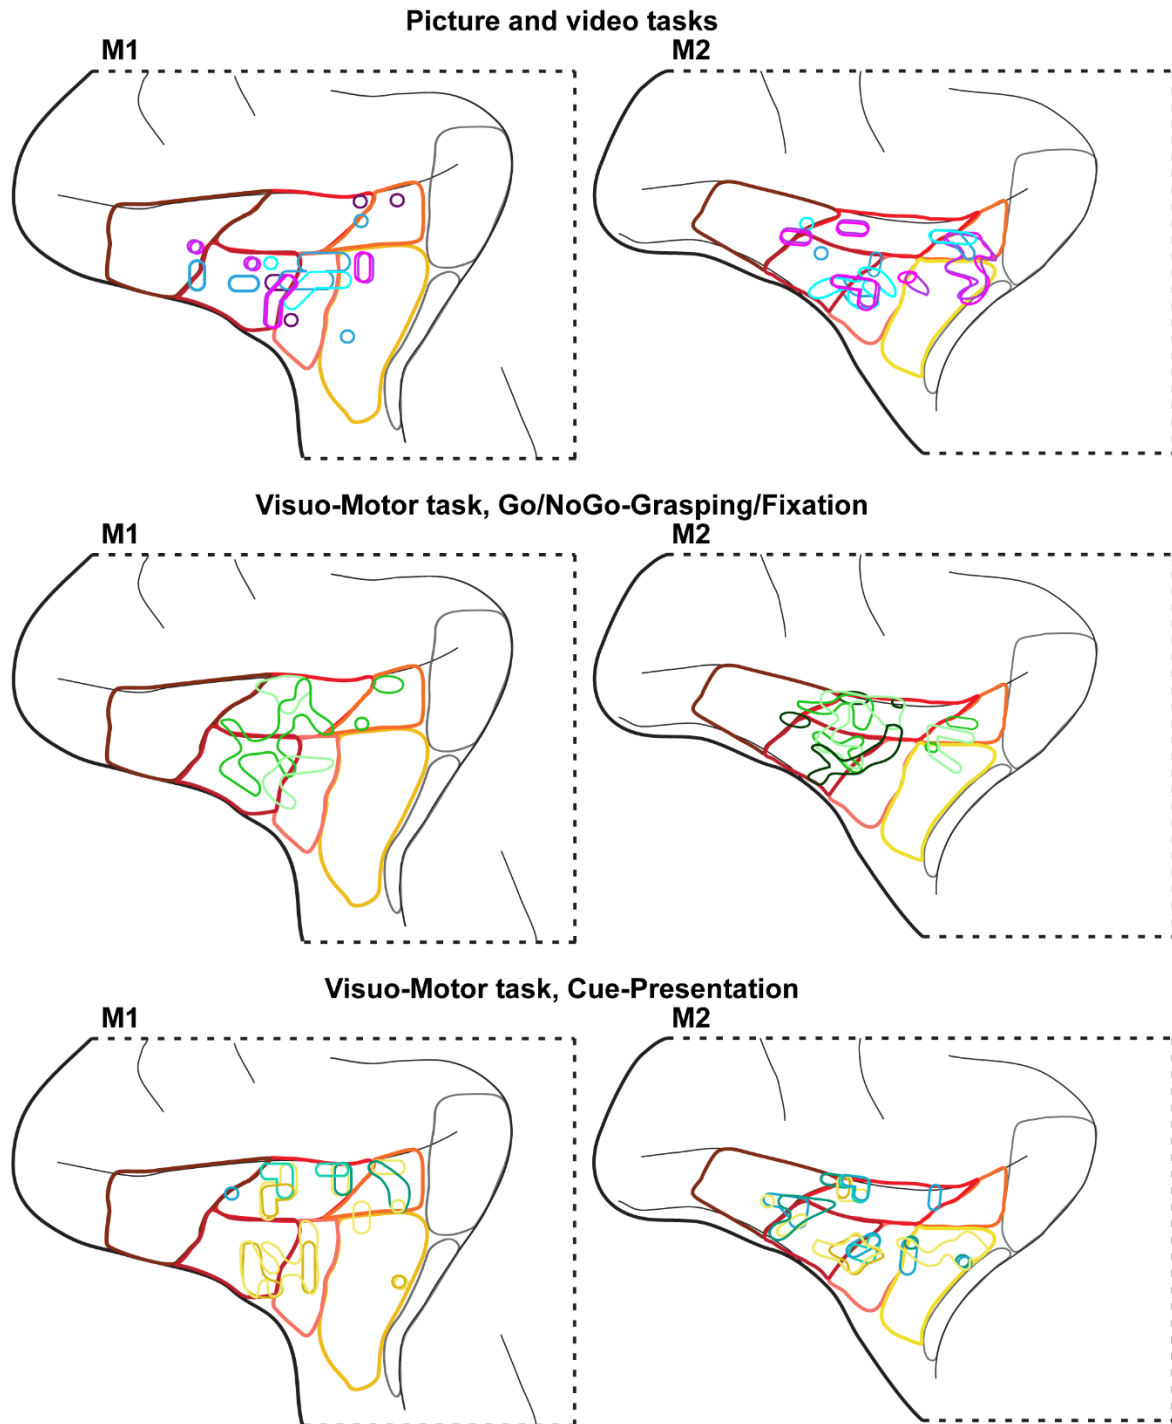 Picture and video tasks
M1
M2
Visuo-Motor task, Go/NoGo-Grasping/Fixation
M1
M2
Visuo-Motor task, Cue-Presentation
M1
M2